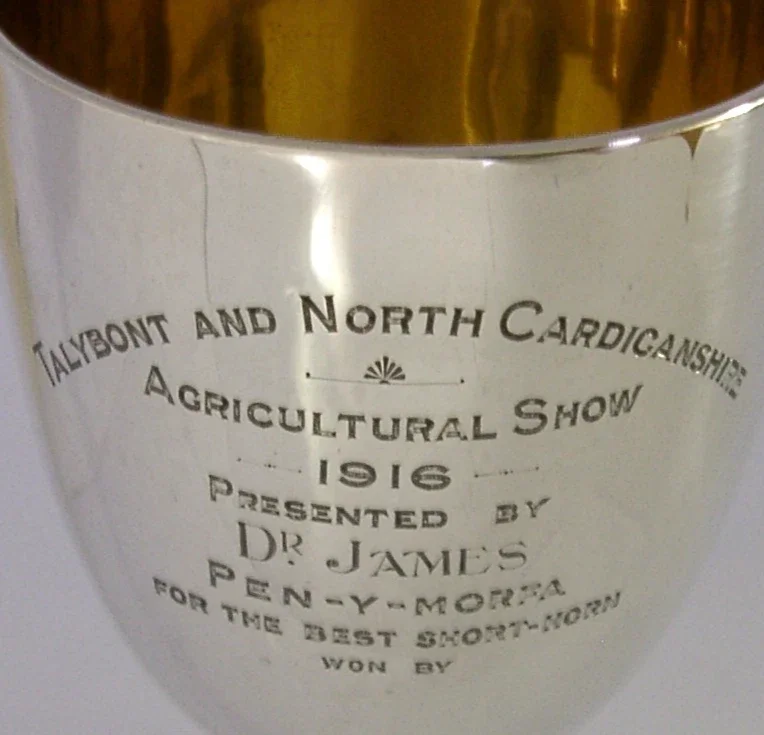 TALYBONT AND NORTH CARDIGANSHIRE
AGRICULTURAL SHOW
1916
PRESENTED BY
DR JAMES
PEN-Y-MORFA
FOR THE BEST SHORT-HORN
WON BY